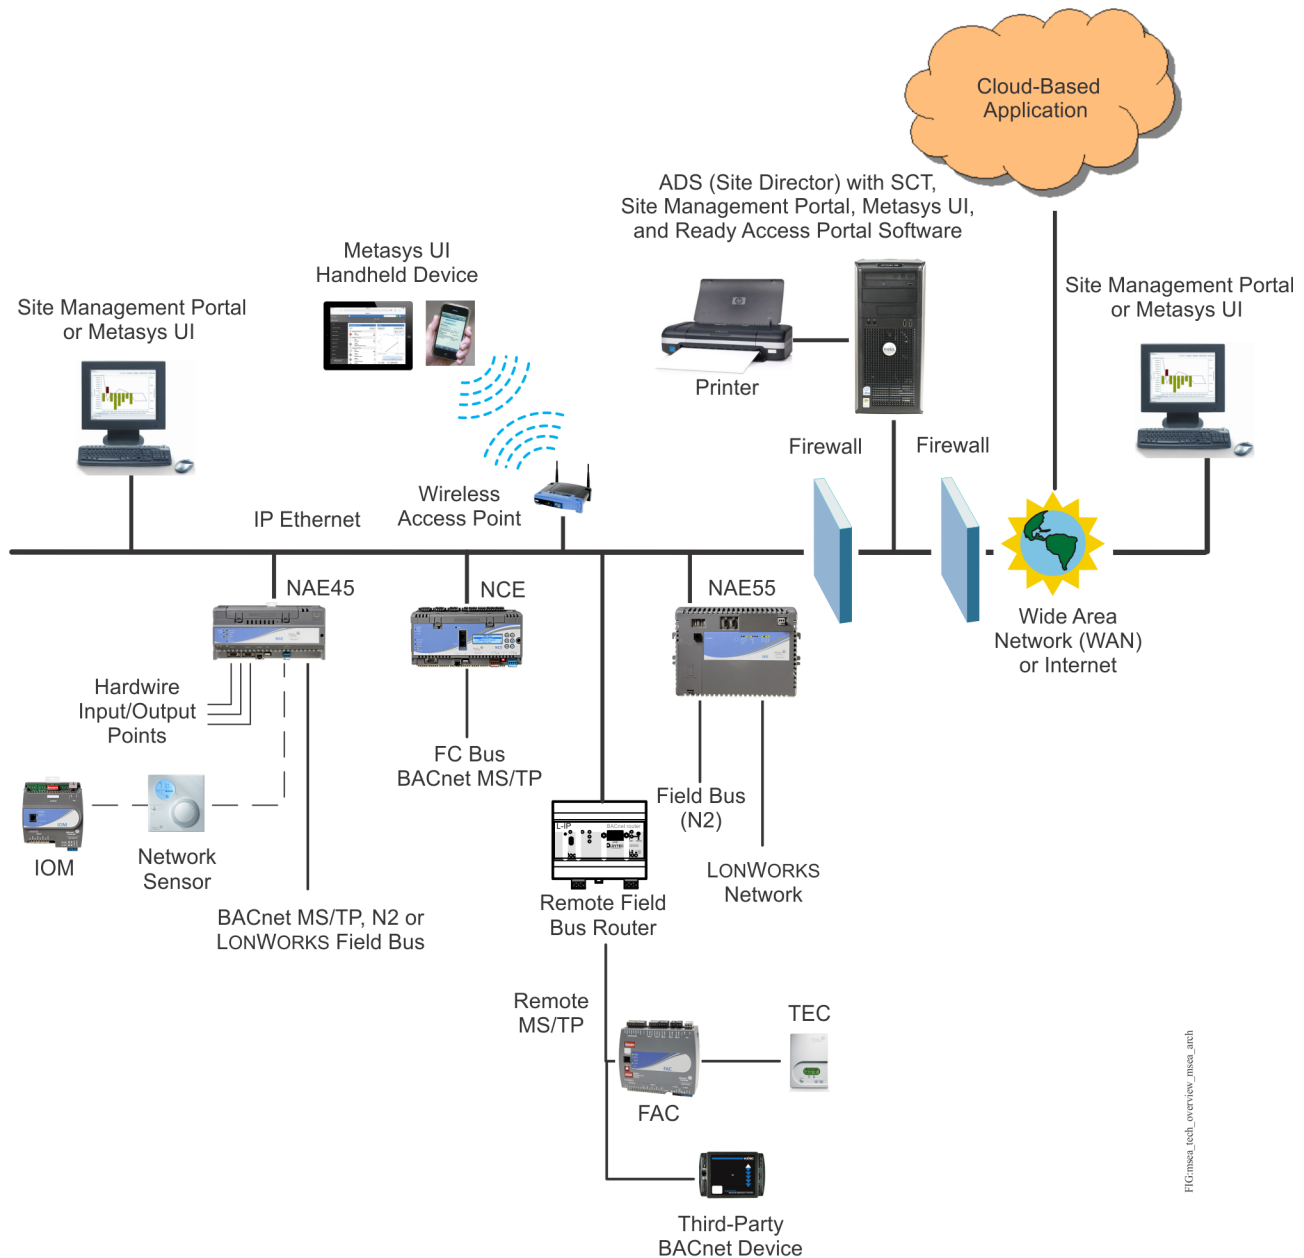 Cloud-Based
Application
ADS (Site Director) with SCT,
Site Management Portal, Metasys UI,
and Ready Access Portal Software
Metasys UI
Handheld Device
Site Management Portal
or Metasys UI
Site Management Portal
or Metasys UI
Printer
Firewall
Firewall
Wireless
Access Point
IP Ethernet
NAE45
NCE
NAE55
Wide Area
Network (WAN)
or Internet
Hardwire
Input/Output
Points
FC Bus
BACnet MS/TP
Field Bus
(N2)
L-IP
BACnet router
IOM
Network
Sensor
LONWORKS
Network
BACnet MS/TP, N2 or
LONWORKS Field Bus
Remote Field
Bus Router
Remote
MS/TP
TEC
FAC
FAC
Third-Party
BACnet Device
FIG:msea_tech_overview_msea_arch